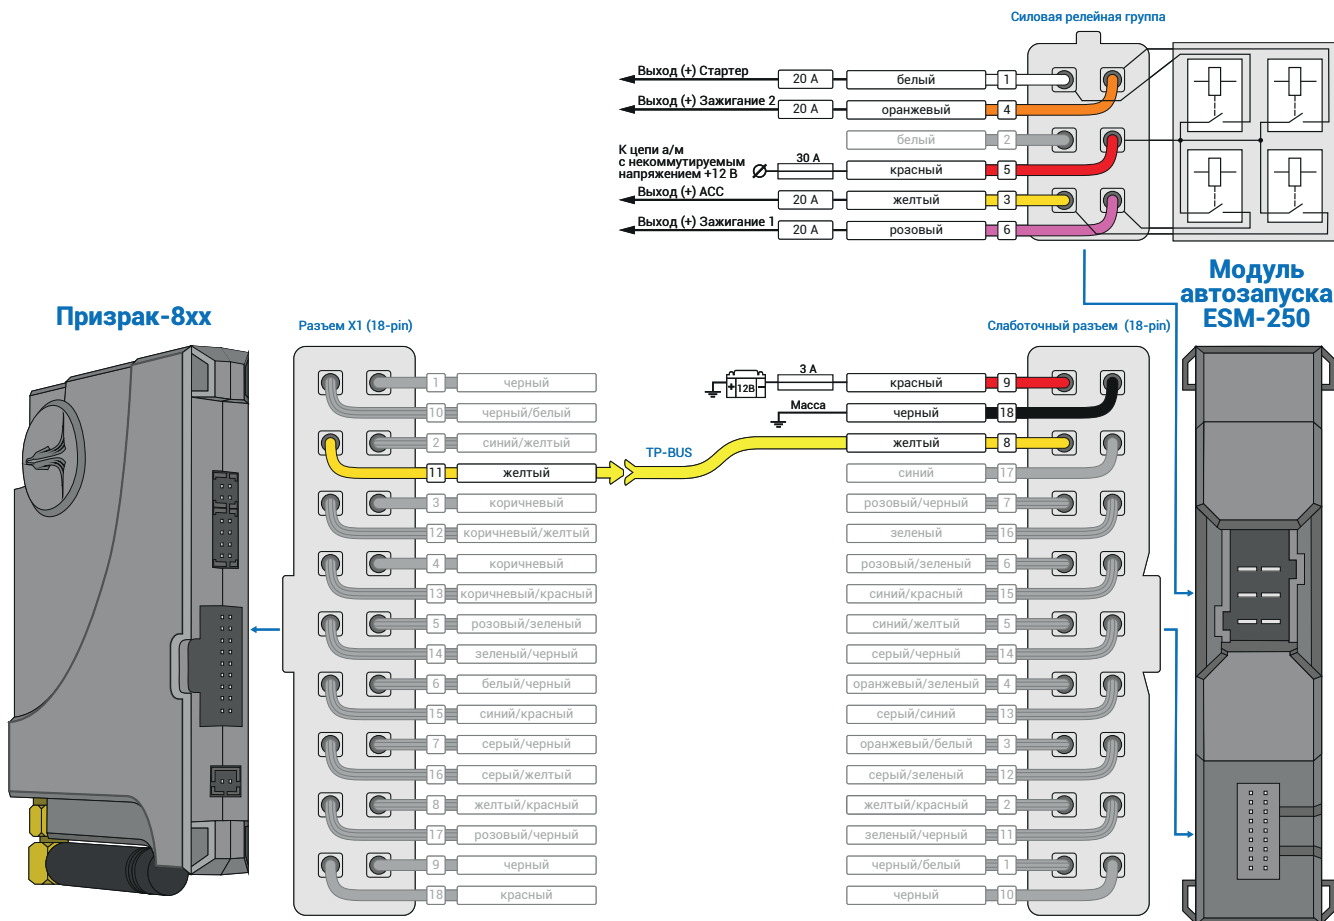 Силовая релейная группа
Выход (+) Стартер 20 А белый 1
Выход (+) Зажигание 2 20 А оранжевый 4
белый 2
К цепи а/м
с некоммутируемым
напряжением +12 В 30 А красный 5
Выход (+) ACC 20 А желтый 3
Выход (+) Зажигание 1 20 А розовый 6
Модуль
автозапуска
ESM-250
Призрак-8xx
Разъем X1 (18-pin)
1 черный
10 черный/белый
2 синий/желтый
11 желтый
3 коричневый
12 коричневый/желтый
4 коричневый
13 коричневый/красный
5 розовый/зеленый
14 зеленый/черный
6 белый/черный
15 синий/красный
7 серый/черный
16 серый/желтый
8 желтый/красный
17 розовый/черный
9 черный
18 красный
TP-BUS
Слаботочный разъем (18-pin)
+ 12В − 3 А красный 9
Масса черный 18
желтый 8
синий 17
розовый/черный 7
зеленый 16
розовый/зеленый 6
синий/красный 15
синий/желтый 5
серый/черный 14
оранжевый/зеленый 4
серый/синий 13
оранжевый/белый 3
серый/зеленый 12
желтый/красный 2
зеленый/черный 11
черный/белый 1
черный 10